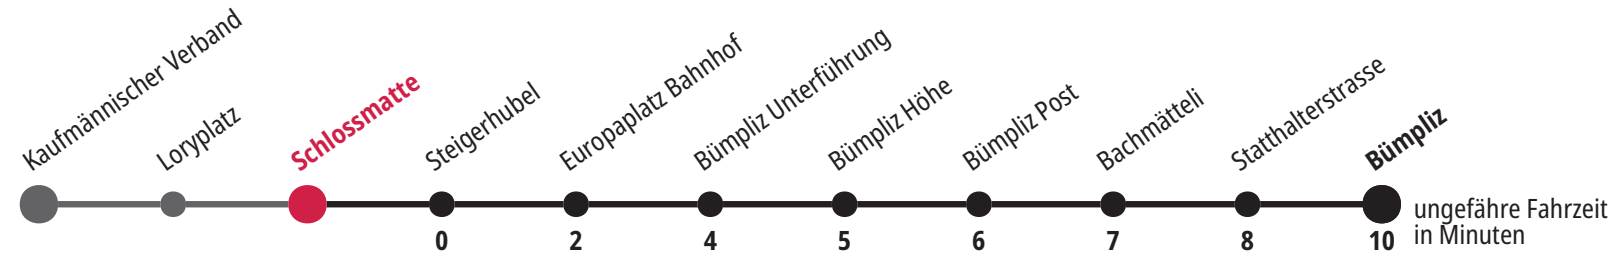 Kaufmännischer Verband
Loryplatz
Schlossmatte
Steigerhubel
Europaplatz Bahnhof
Bümpliz Unterführung
Bümpliz Höhe
Bümpliz Post
Bachmätteli
Statthalterstrasse
Bümpliz
0 2 4 5 6 7 8 10
ungefähre Fahrzeit
in Minuten